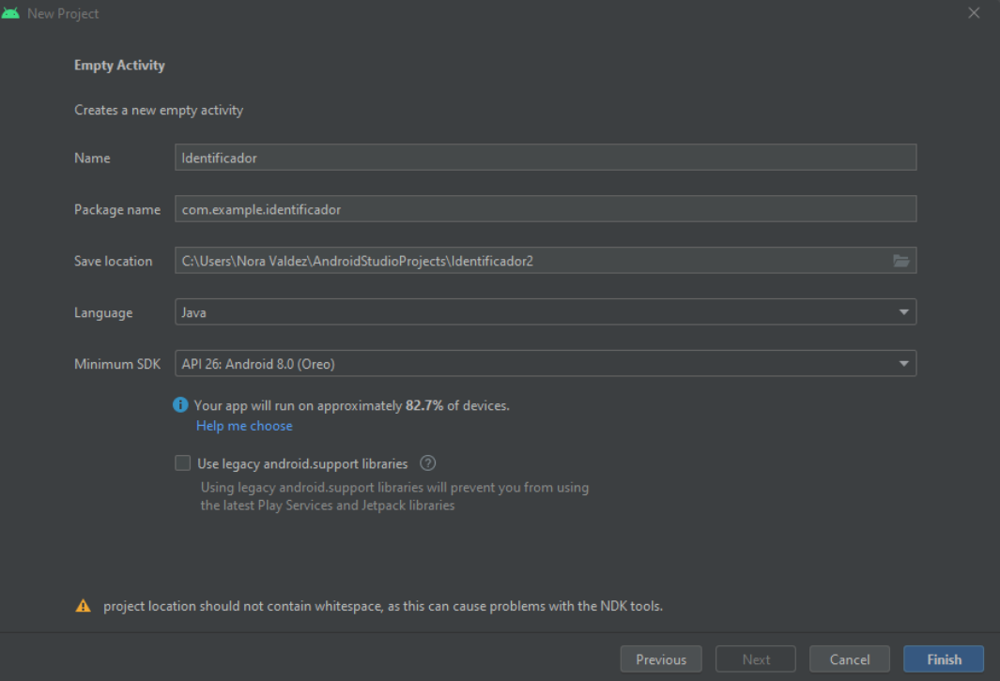 New Project
Empty Activity
Creates a new empty activity
Name Identificador
Package name com.example.identificador
Save location C:\Users\Nora Valdez\AndroidStudioProjects\Identificador2
Language Java
Minimum SDK API 26: Android 8.0 (Oreo)
Your app will run on approximately 82.7% of devices.
Help me choose
Use legacy android.support libraries ?
Using legacy android.support libraries will prevent you from using
the latest Play Services and Jetpack libraries
project location should not contain whitespace, as this can cause problems with the NDK tools.
Previous Next Cancel Finish